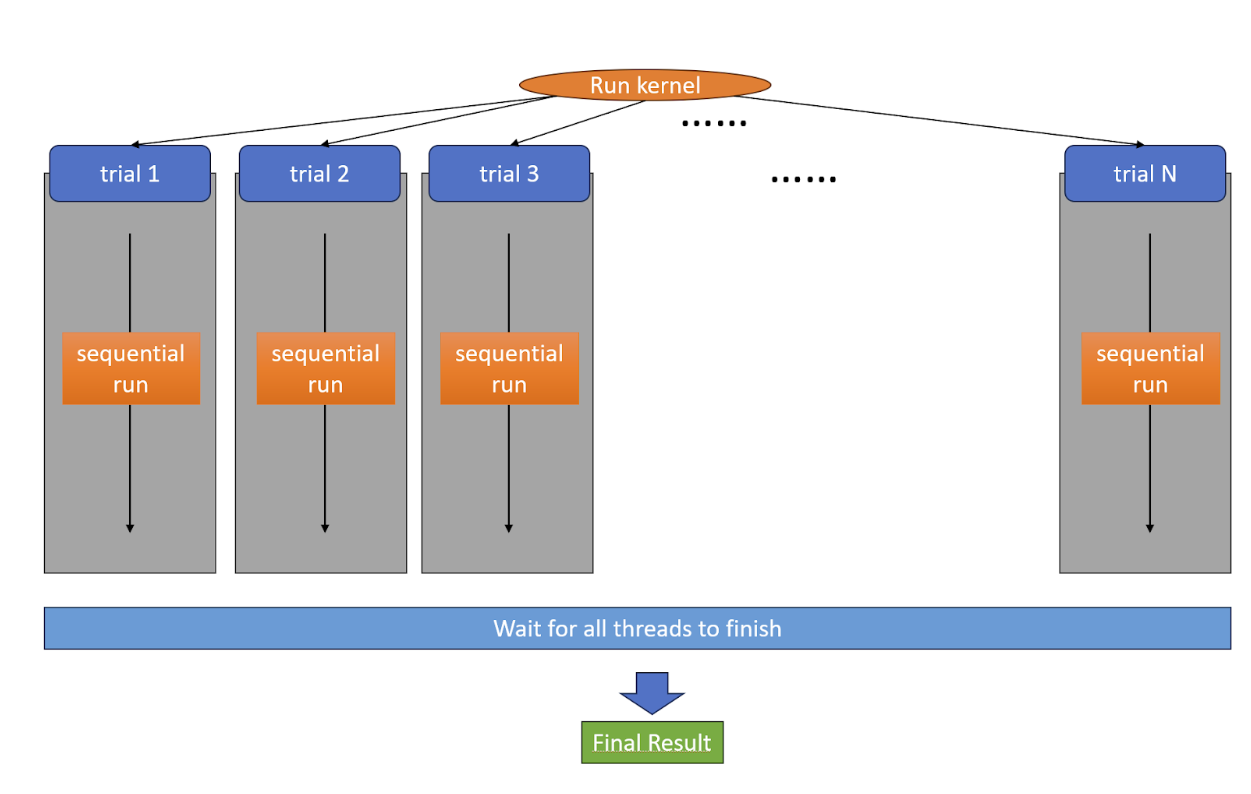 Run kernel
......
trial 1
trial 2
trial 3
......
trial N
sequential
run
sequential
run
sequential
run
sequential
run
Wait for all threads to finish
Final Result